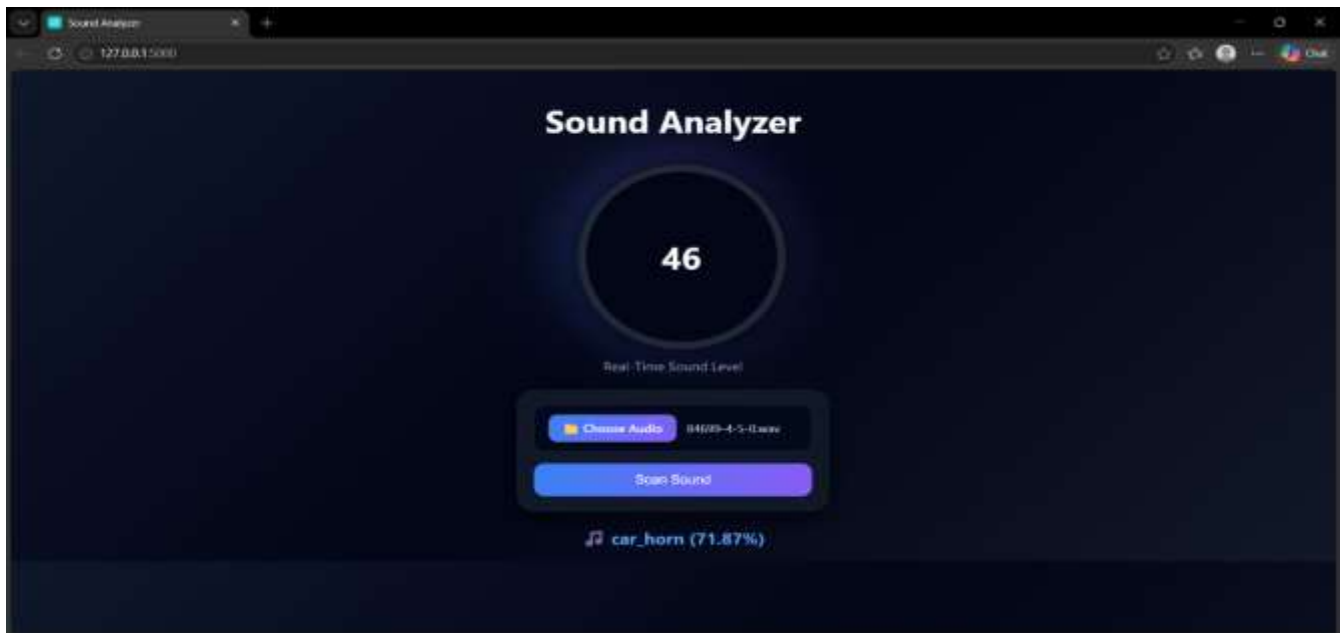 Sound Analyzer
127.0.0.1:5000
Chat
Sound Analyzer
46
Real-Time Sound Level
Choose Audio
Scan Sound
car_horn (71.87%)